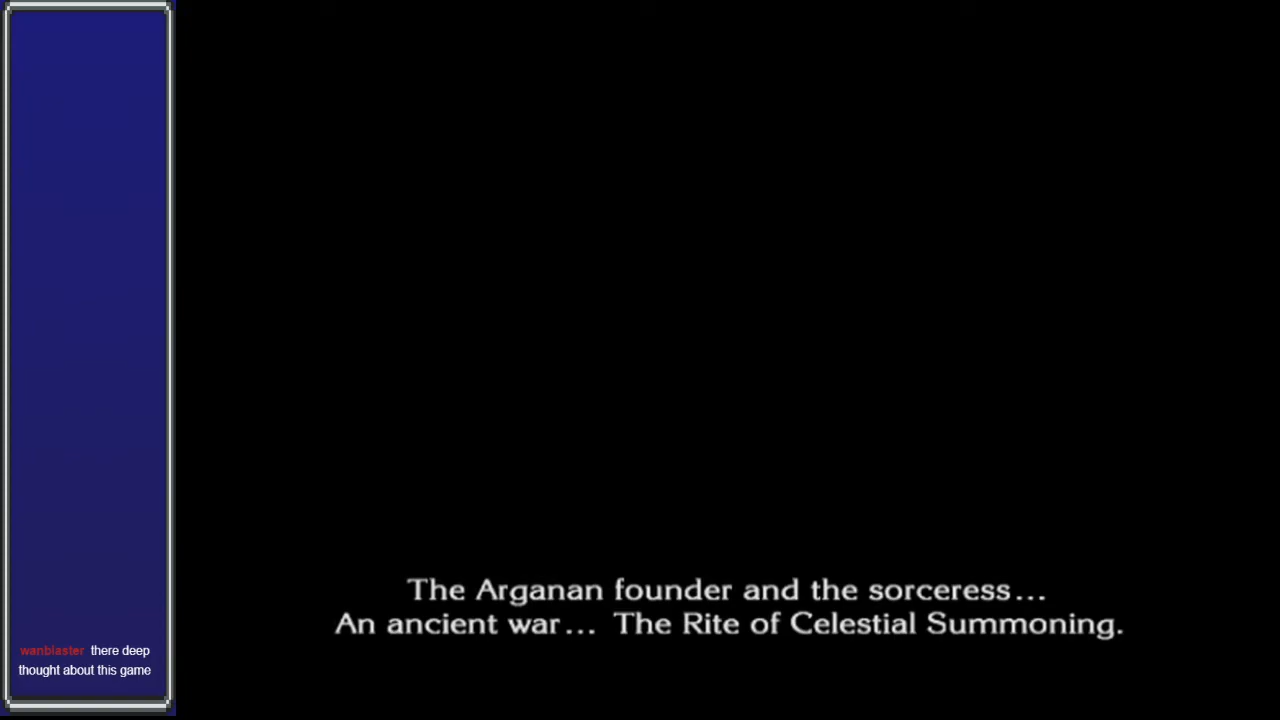 The Arganan founder and the sorceress...
An ancient war... The Rite of Celestial Summoning.
wanblaster there deep
thought about this game